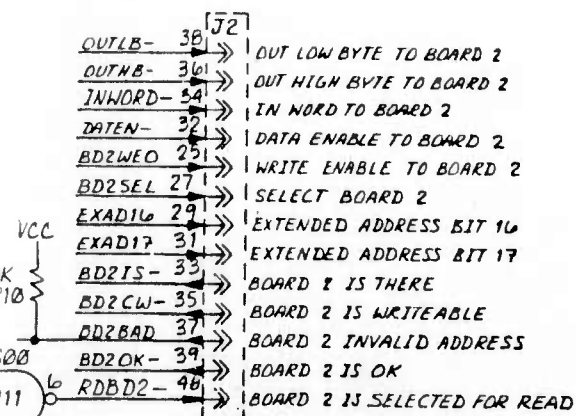 J2
OUTLB- 38 OUT LOW BYTE TO BOARD 2
OUTHB- 36 OUT HIGH BYTE TO BOARD 2
INWORD- 34 IN WORD TO BOARD 2
DATEN- 32 DATA ENABLE TO BOARD 2
BD2WEO 25 WRITE ENABLE TO BOARD 2
BD2SEL 27 SELECT BOARD 2
EXAD16 29 EXTENDED ADDRESS BIT 16
VCC
EXAD17 31 EXTENDED ADDRESS BIT 17
BD2IS- 33 BOARD 2 IS THERE
K
BD2CW- 35 BOARD 2 IS WRITEABLE
10
BD2BAD 37 BOARD 2 INVALID ADDRESS
S00
BD2OK- 39 BOARD 2 IS OK
111 6 RDBD2- BOARD 2 IS SELECTED FOR READ